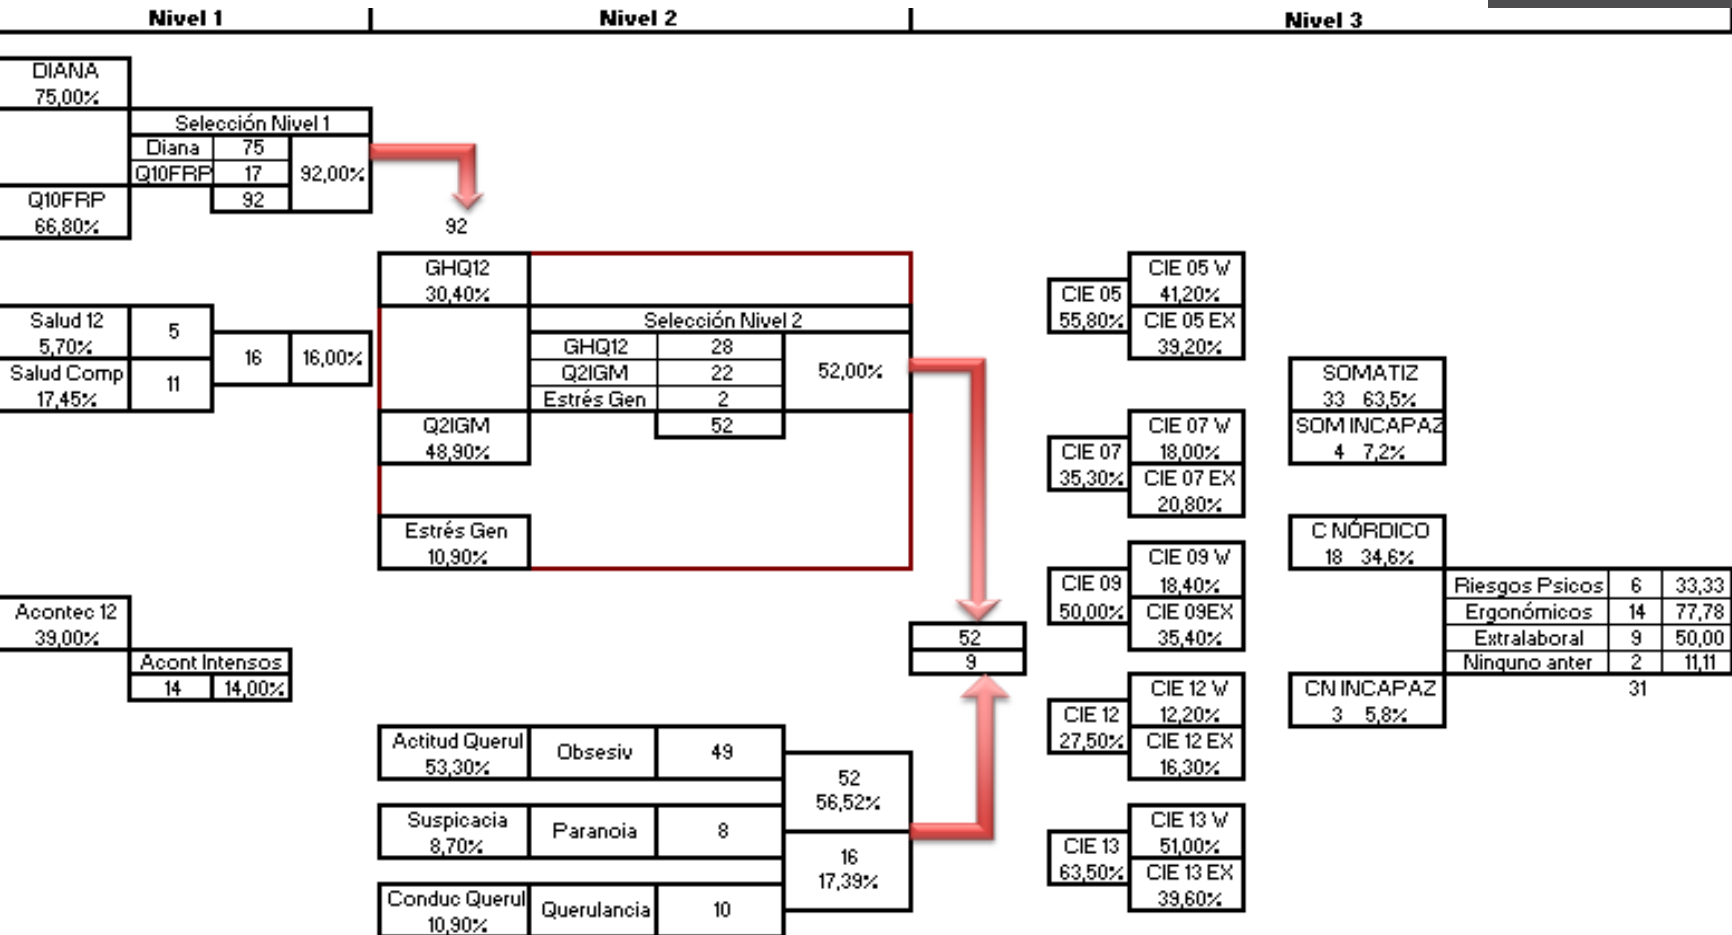 Nivel 1
Nivel 2
Nivel 3
DIANA
75,00%
Selección Nivel 1
Diana 75
Q10FRP 17
92
92,00%
Q10FRP
66,80%
92
Salud 12
5,70%
5
Salud Comp
17,45%
11
16
16,00%
Acontec 12
39,00%
Acont Intensos
14 14,00%
GHQ12
30,40%
Selección Nivel 2
GHQ12 28
Q2IGM 22
Estrés Gen 2
52
52,00%
Q2IGM
48,90%
Estrés Gen
10,90%
52
9
Actitud Querul
53,30%
Obsesiv
49
Suspicacia
8,70%
Paranoia
8
Conduc Querul
10,90%
Querulancia
10
52
56,52%
16
17,39%
CIE 05
55,80%
CIE 05 W
41,20%
CIE 05 EX
39,20%
CIE 07
35,30%
CIE 07 W
18,00%
CIE 07 EX
20,80%
CIE 09
50,00%
CIE 09 W
18,40%
CIE 09EX
35,40%
CIE 12
27,50%
CIE 12 W
12,20%
CIE 12 EX
16,30%
CIE 13
63,50%
CIE 13 W
51,00%
CIE 13 EX
39,60%
SOMATIZ
33 63,5%
SOM INCAPAZ
4 7,2%
C NÓRDICO
18 34,6%
Riesgos Psicos 6 33,33
Ergonómicos 14 77,78
Extralaboral 9 50,00
Ninguno anter 2 11,11
31
CN INCAPAZ
3 5,8%